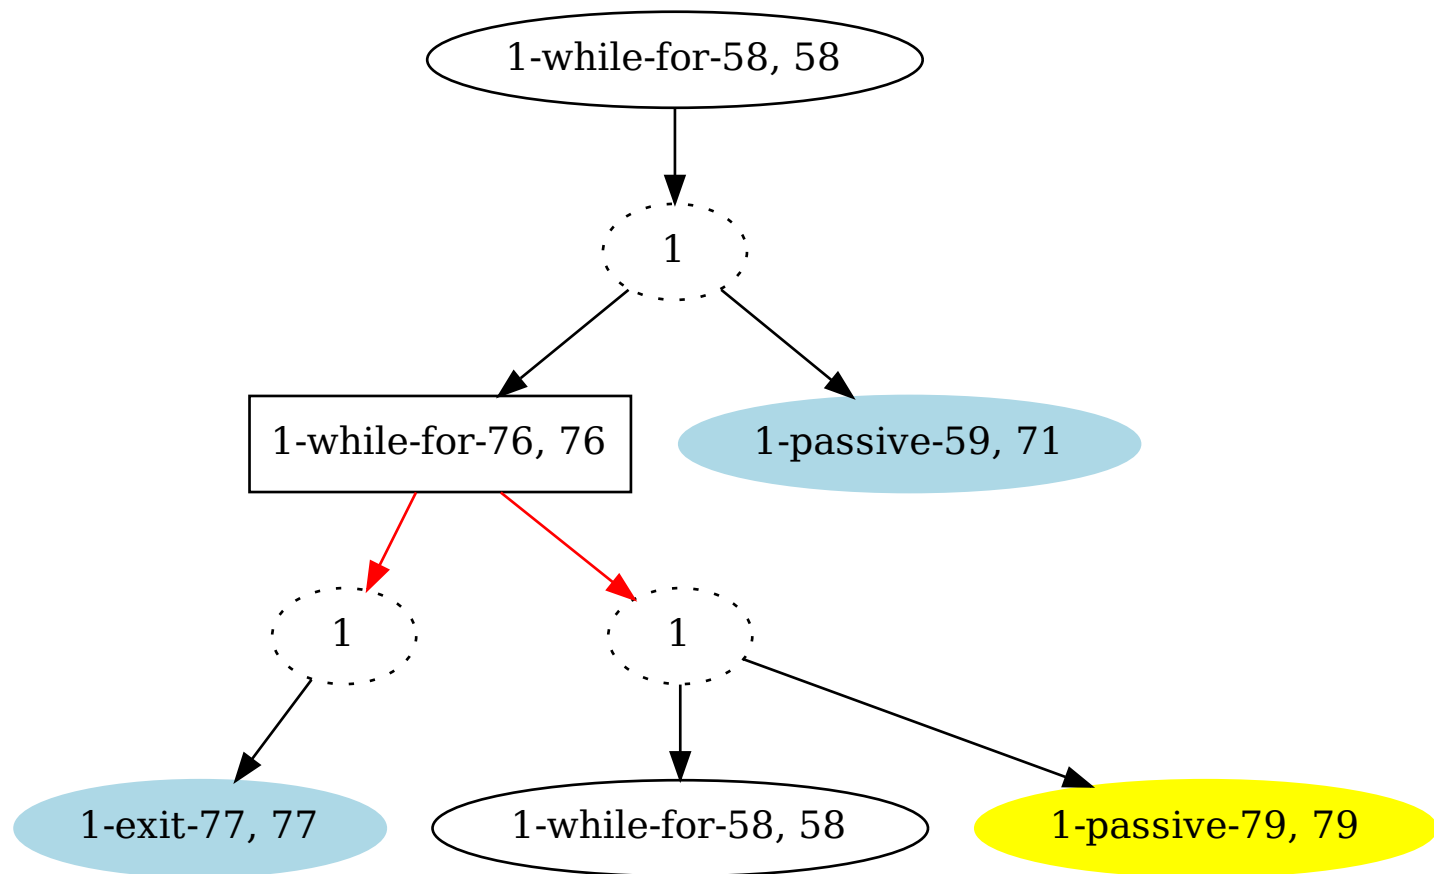 1-while-for-58, 58
1
1-while-for-76, 76
1-passive-59, 71
1
1
1-exit-77, 77
1-while-for-58, 58
1-passive-79, 79